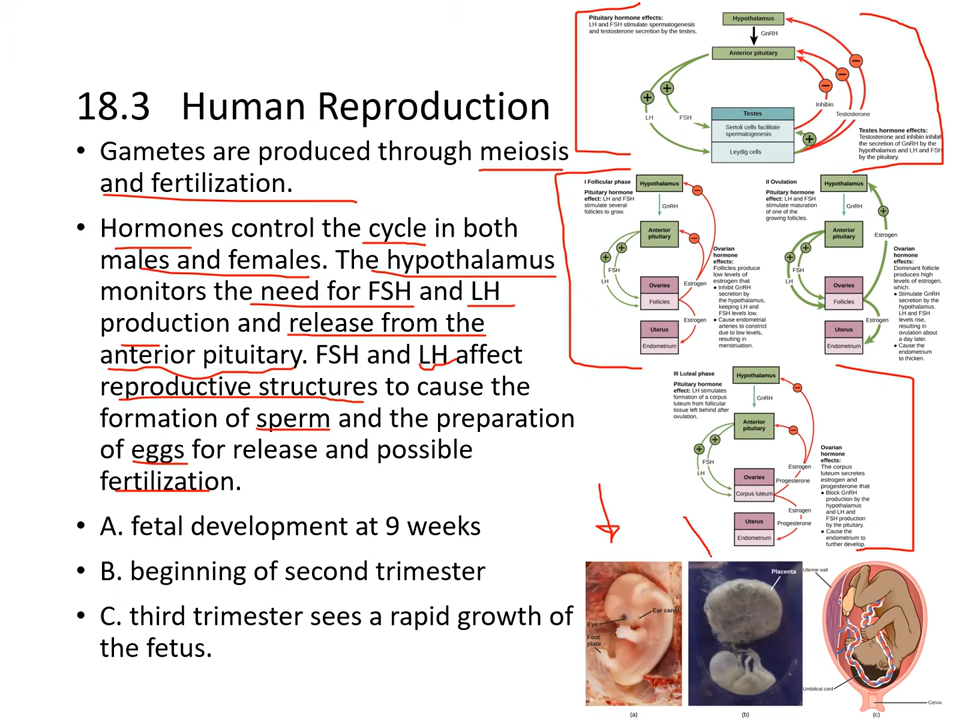 18.3 Human Reproduction
• Gametes are produced through meiosis
and fertilization.
• Hormones control the cycle in both
males and females. The hypothalamus
monitors the need for FSH and LH
production and release from the
anterior pituitary. FSH and LH affect
reproductive structures to cause the
formation of sperm and the preparation
of eggs for release and possible
fertilization.
• A. fetal development at 9 weeks
• B. beginning of second trimester
• C. third trimester sees a rapid growth of
the fetus.
Pituitary hormone effects:
LH and FSH stimulate spermatogenesis
and testosterone secretion by the testes.
Hypothalamus
GnRH
Anterior pituitary
LH
FSH
Inhibin
Testosterone
Testes
Sertoli cells facilitate
spermatogenesis
Leydig cells
Testes hormone effects:
Testosterone and inhibin inhibit
the secretion of GnRH by the
hypothalamus and LH and FSH
by the pituitary.
I Follicular phase
Pituitary hormone
effect: LH and FSH
stimulate several
follicles to grow.
Hypothalamus
GnRH
Anterior
pituitary
FSH
LH
Ovaries
Follicles
Estrogen
Estrogen
Uterus
Endometrium
Ovarian
hormone
effects:
Follicles produce
low levels of
estrogen that
• Inhibit GnRH
secretion by the
hypothalamus,
keeping LH and
FSH levels low.
• Cause endometrial
arteries to constrict
due to low levels,
resulting in
menstruation.
II Ovulation
Pituitary hormone
effect: LH and FSH
stimulate maturation
of one of the
growing follicles.
Hypothalamus
GnRH
Anterior
pituitary
FSH
LH
Estrogen
Ovaries
Follicles
Estrogen
Uterus
Endometrium
Ovarian
hormone
effects:
Dominant follicle
produces high
levels of estrogen,
which:
• Stimulate GnRH
secretion by the
hypothalamus.
LH and FSH
levels rise,
resulting in
ovulation about
a day later.
• Cause the
endometrium
to thicken.
III Luteal phase
Pituitary hormone
effect: LH stimulates
formation of a corpus
luteum from follicular
tissue left behind after
ovulation.
Hypothalamus
GnRH
Anterior
pituitary
FSH
LH
Estrogen
Progesterone
Ovaries
Corpus luteum
Estrogen
Progesterone
Uterus
Endometrium
Ovarian
hormone
effects:
The corpus
luteum secretes
estrogen and
progesterone that
• Block GnRH
production by the
hypothalamus
and LH and
FSH production
by the pituitary.
• Cause the
endometrium to
further develop.
Eye
Ear canal
Foot
plate
(a)
Placenta
(b)
Uterine wall
Umbilical cord
Cervix
(c)